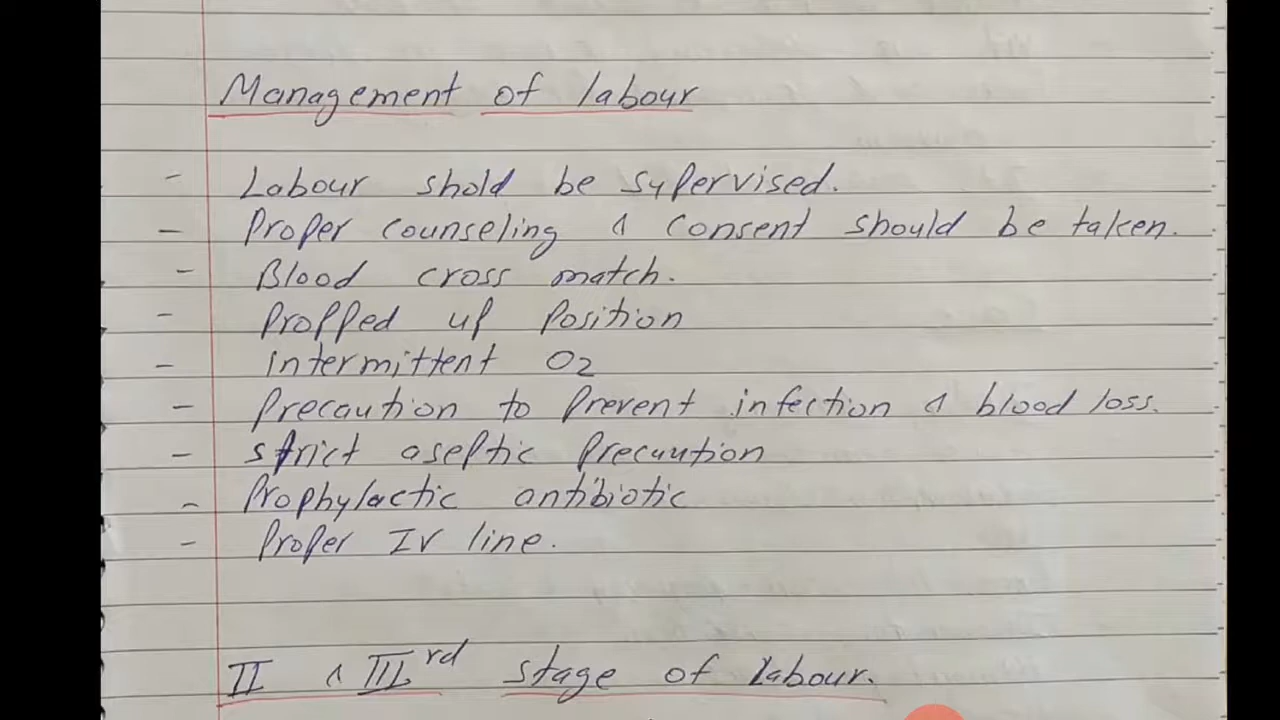 Management of labour
- Labour shold be supervised.
- Proper counseling & consent should be taken.
- Blood cross match.
- Propped up position
- intermittent O2
- Precaution to prevent infection & blood loss.
- strict aseptic precaution
- Prophylactic antibiotic
- Proper IV line.
II & IIIrd stage of labour.